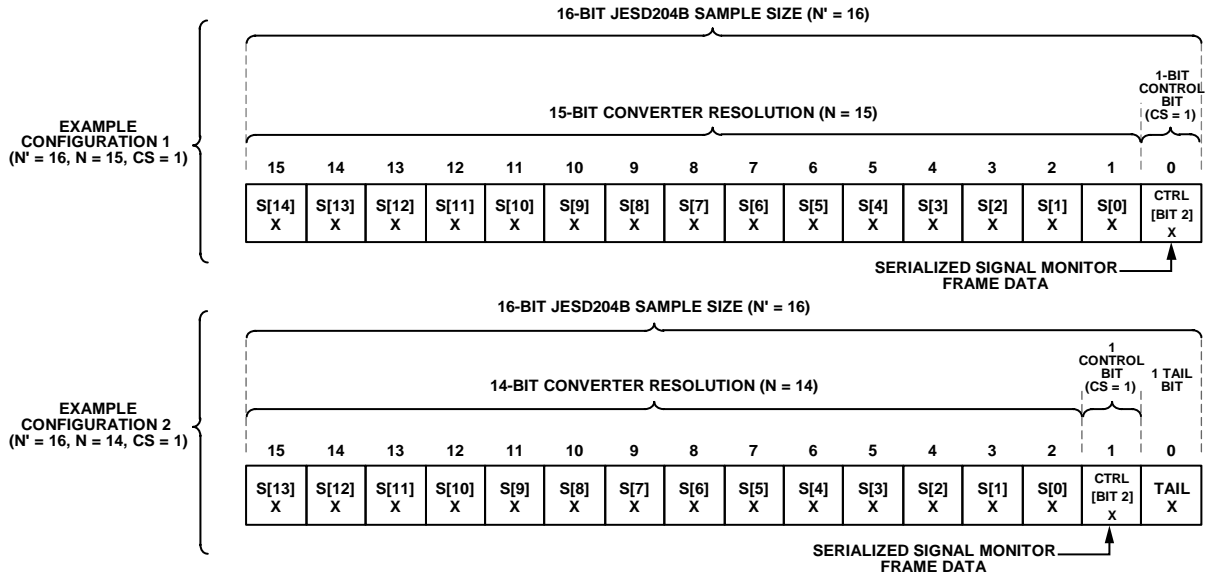 16-BIT JESD204B SAMPLE SIZE (N' = 16)
1-BIT
CONTROL
BIT
(CS = 1)
15-BIT CONVERTER RESOLUTION (N = 15)
EXAMPLE
CONFIGURATION 1
(N' = 16, N = 15, CS = 1)
15 14 13 12 11 10 9 8 7 6 5 4 3 2 1 0
S[14] S[13] S[12] S[11] S[10] S[9] S[8] S[7] S[6] S[5] S[4] S[3] S[2] S[1] S[0] CTRL
[BIT 2]
X X X X X X X X X X X X X X X X
SERIALIZED SIGNAL MONITOR
FRAME DATA
16-BIT JESD204B SAMPLE SIZE (N' = 16)
1
CONTROL
BIT
(CS = 1)
1 TAIL
BIT
14-BIT CONVERTER RESOLUTION (N = 14)
EXAMPLE
CONFIGURATION 2
(N' = 16, N = 14, CS = 1)
15 14 13 12 11 10 9 8 7 6 5 4 3 2 1 0
S[13] S[12] S[11] S[10] S[9] S[8] S[7] S[6] S[5] S[4] S[3] S[2] S[1] S[0] CTRL TAIL
[BIT 2]
X X X X X X X X X X X X X X X X
SERIALIZED SIGNAL MONITOR
FRAME DATA